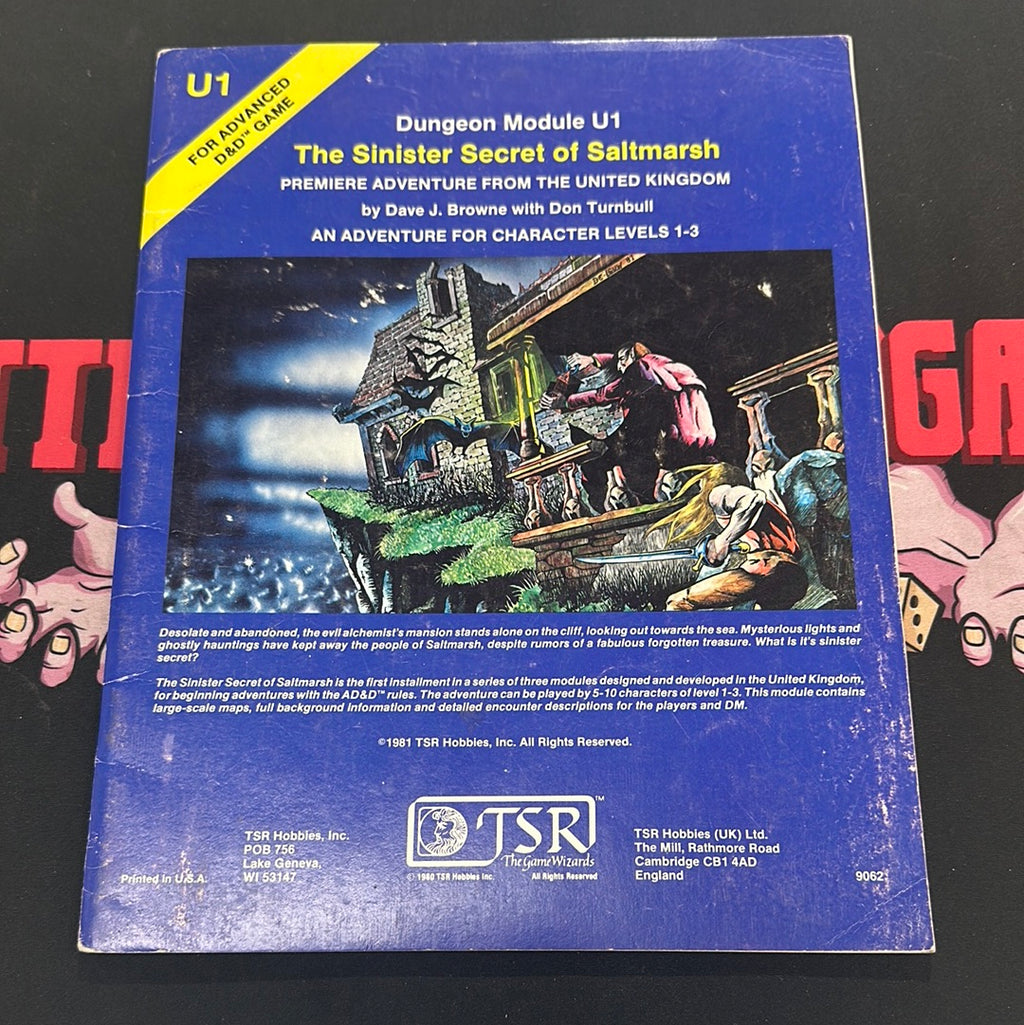 U1
FOR ADVANCED
D&D™ GAME
Dungeon Module U1
The Sinister Secret of Saltmarsh
PREMIERE ADVENTURE FROM THE UNITED KINGDOM
by Dave J. Browne with Don Turnbull
AN ADVENTURE FOR CHARACTER LEVELS 1-3
Desolate and abandoned, the evil alchemist's mansion stands alone on the cliff, looking out towards the sea. Mysterious lights and
ghostly hauntings have kept away the people of Saltmarsh, despite rumors of a fabulous forgotten treasure. What is it's sinister
secret?
The Sinister Secret of Saltmarsh is the first installment in a series of three modules designed and developed in the United Kingdom,
for beginning adventures with the AD&D™ rules. The adventure can be played by 5-10 characters of level 1-3. This module contains
large-scale maps, full background information and detailed encounter descriptions for the players and DM.
©1981 TSR Hobbies, Inc. All Rights Reserved.
TSR™
The Game Wizards
© 1980 TSR Hobbies Inc. All Rights Reserved
TSR Hobbies, Inc.
POB 756
Lake Geneva,
WI 53147
Printed in U.S.A.
TSR Hobbies (UK) Ltd.
The Mill, Rathmore Road
Cambridge CB1 4AD
England
9062
GA